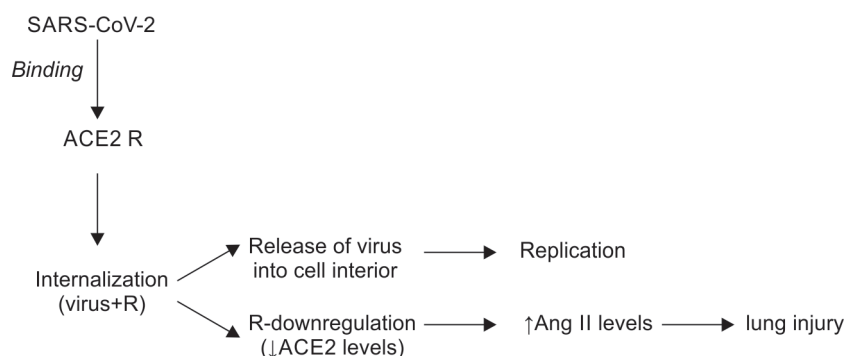 SARS-CoV-2
Binding
ACE2 R
Internalization
(virus+R)
Release of virus
into cell interior
Replication
R-downregulation
(↓ACE2 levels)
↑Ang II levels
lung injury